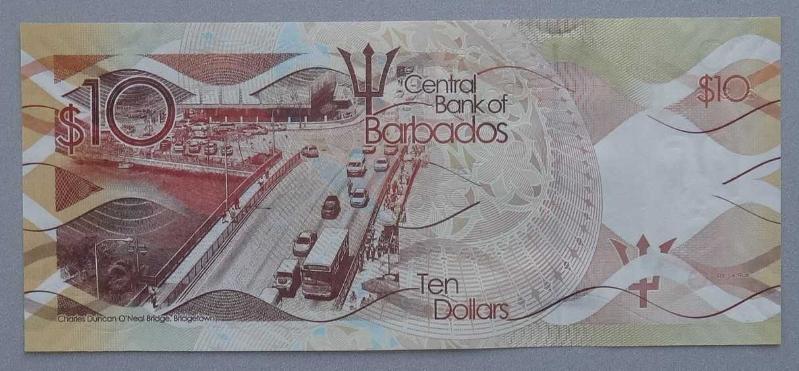 $10
Central
Bank of
Barbados
$10
Ten
Dollars
Charles Duncan O'Neal Bridge, Bridgetown